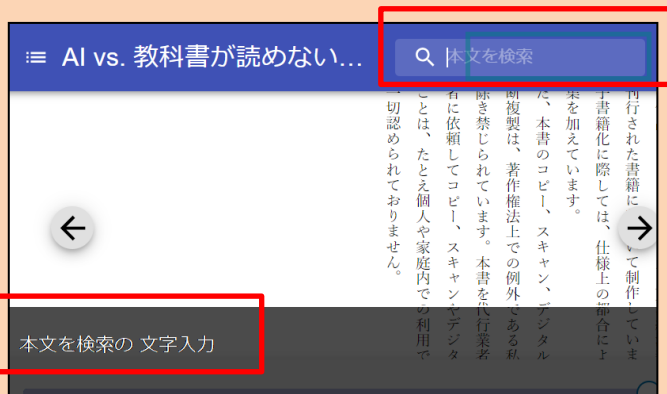 AI vs. 教科書が読めない...
本文を検索
刊行された書籍に
いて制作していま
子書籍化に際しては、仕様上の都合によ
集を加えています。
た、本書のコピー、スキャン、デジタル
断複製は、著作権法上での例外である私
除き禁じられています。本書を代行業者
者に依頼してコピー、スキャンやデジタ
ことは、たとえ個人や家庭内での利用で
一切認められておりません。
本文を検索の 文字入力